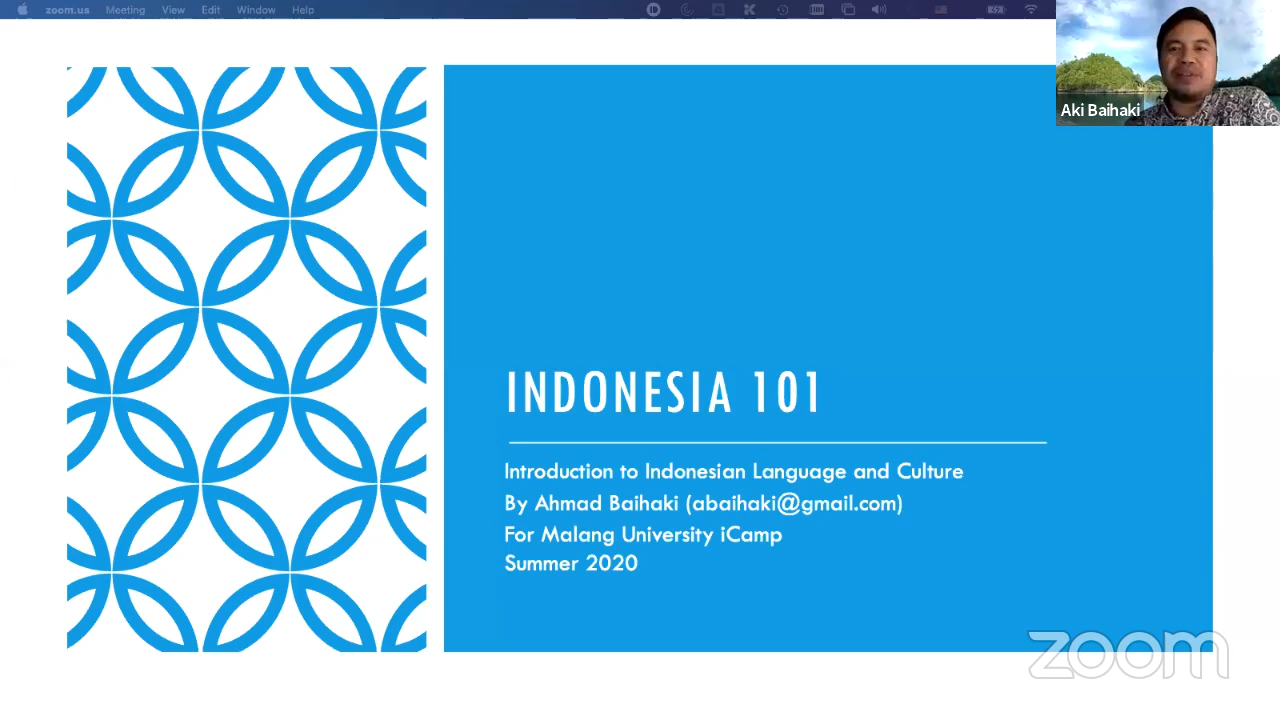 zoom.us Meeting View Edit Window Help
Aki Baihaki
INDONESIA 101
Introduction to Indonesian Language and Culture
By Ahmad Baihaki (abaihaki@gmail.com)
For Malang University iCamp
Summer 2020
zoom